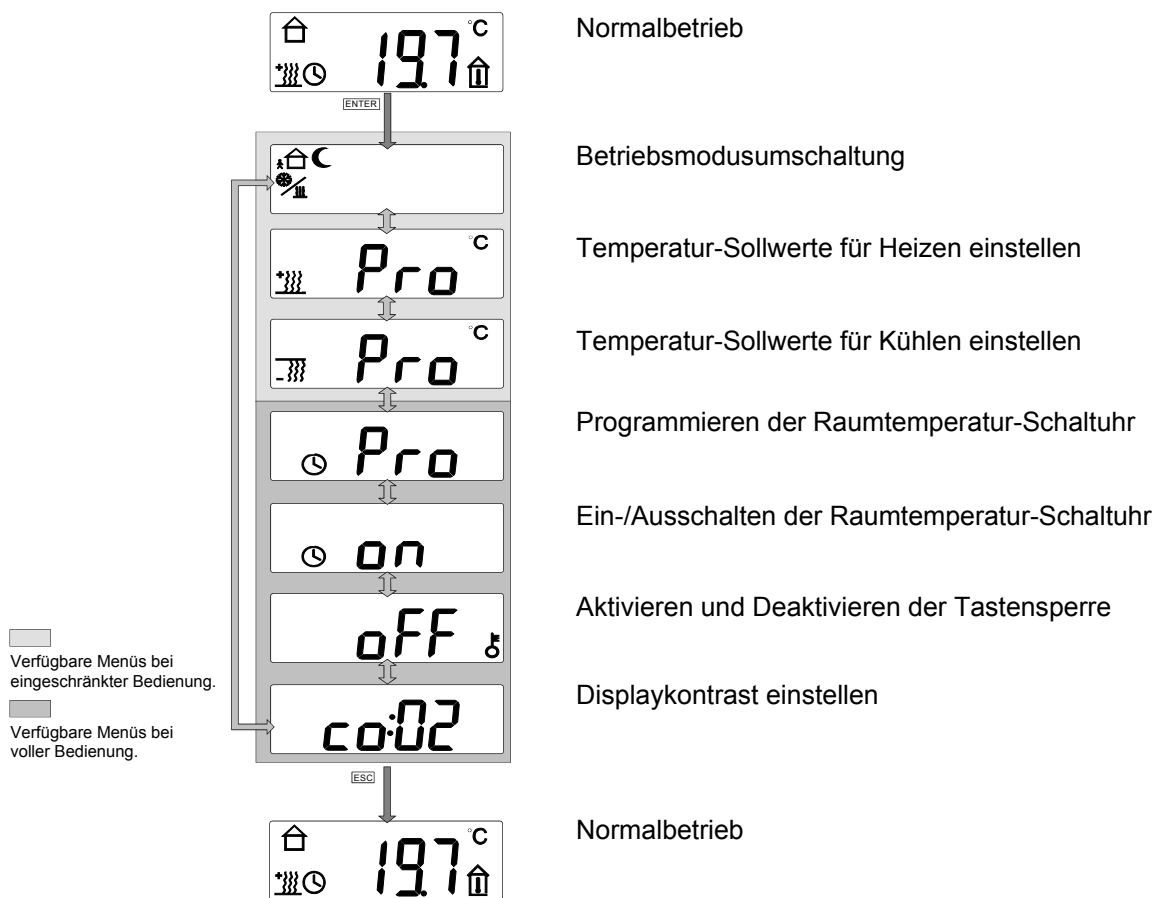 19.7 °C
Normalbetrieb
ENTER
Betriebsmodusumschaltung
Pro °C
Temperatur-Sollwerte für Heizen einstellen
Pro °C
Temperatur-Sollwerte für Kühlen einstellen
Pro
Programmieren der Raumtemperatur-Schaltuhr
on
Ein-/Ausschalten der Raumtemperatur-Schaltuhr
oFF
Aktivieren und Deaktivieren der Tastensperre
co:02
Displaykontrast einstellen
Verfügbare Menüs bei
eingeschränkter Bedienung.
Verfügbare Menüs bei
voller Bedienung.
ESC
19.7 °C
Normalbetrieb